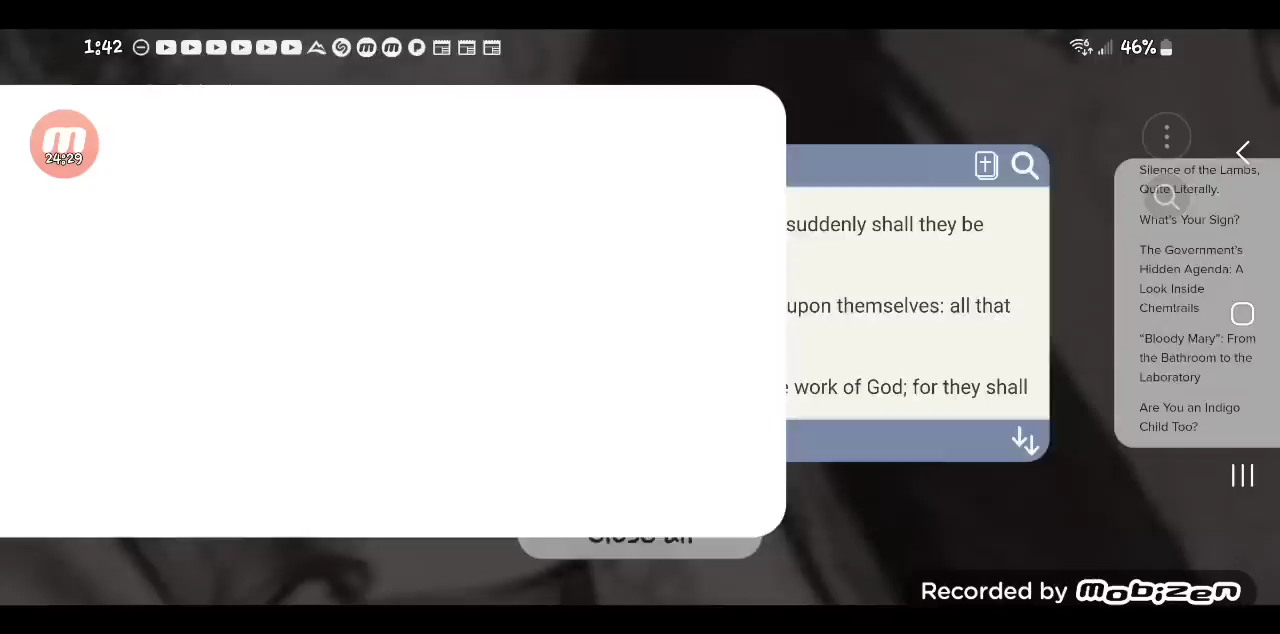 1:42
46%
24:29
suddenly shall they be
upon themselves: all that
work of God; for they shall
Silence of the Lambs,
Quite Literally.
What's Your Sign?
The Government's
Hidden Agenda: A
Look Inside
Chemtrails
“Bloody Mary”: From
the Bathroom to the
Laboratory
Are You an Indigo
Child Too?
Close all
Recorded by mobizen